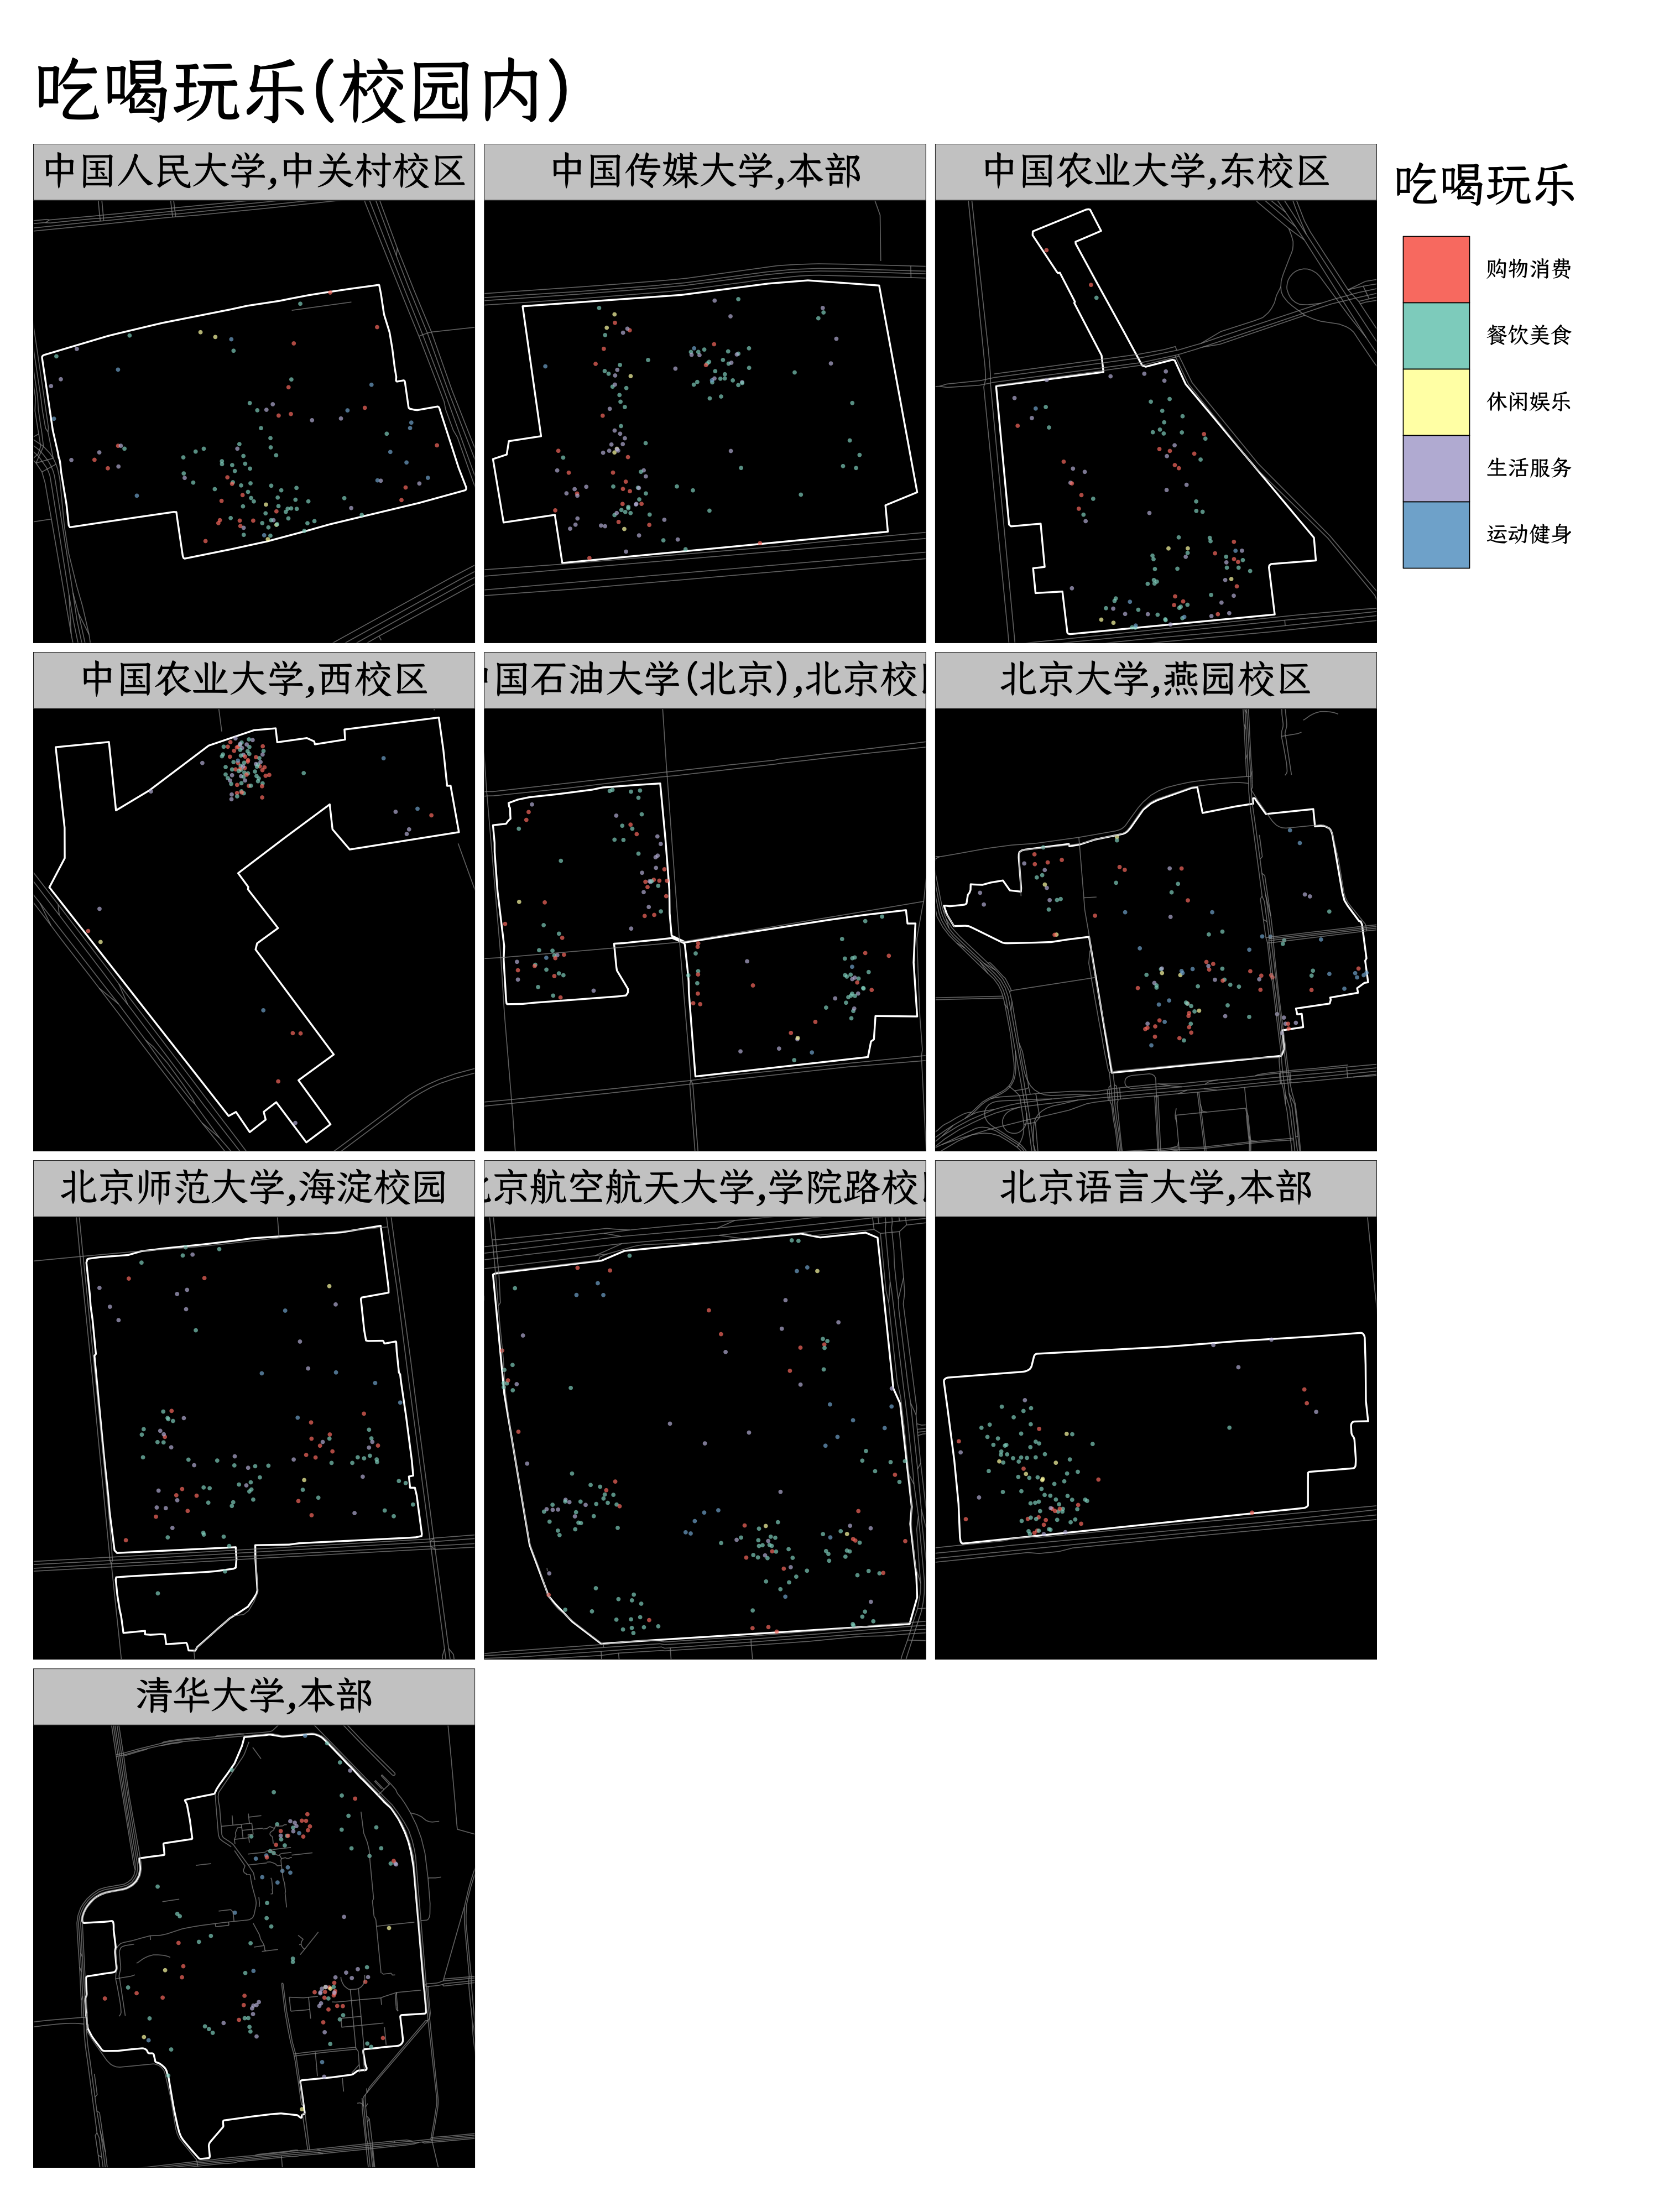 吃喝玩乐(校园内)
中国人民大学,中关村校区
中国传媒大学,本部
中国农业大学,东校区
吃喝玩乐
购物消费
餐饮美食
休闲娱乐
生活服务
运动健身
中国农业大学,西校区
国石油大学(北京),北京校
北京大学,燕园校区
北京师范大学,海淀校园
京航空航天大学,学院路校
北京语言大学,本部
清华大学,本部